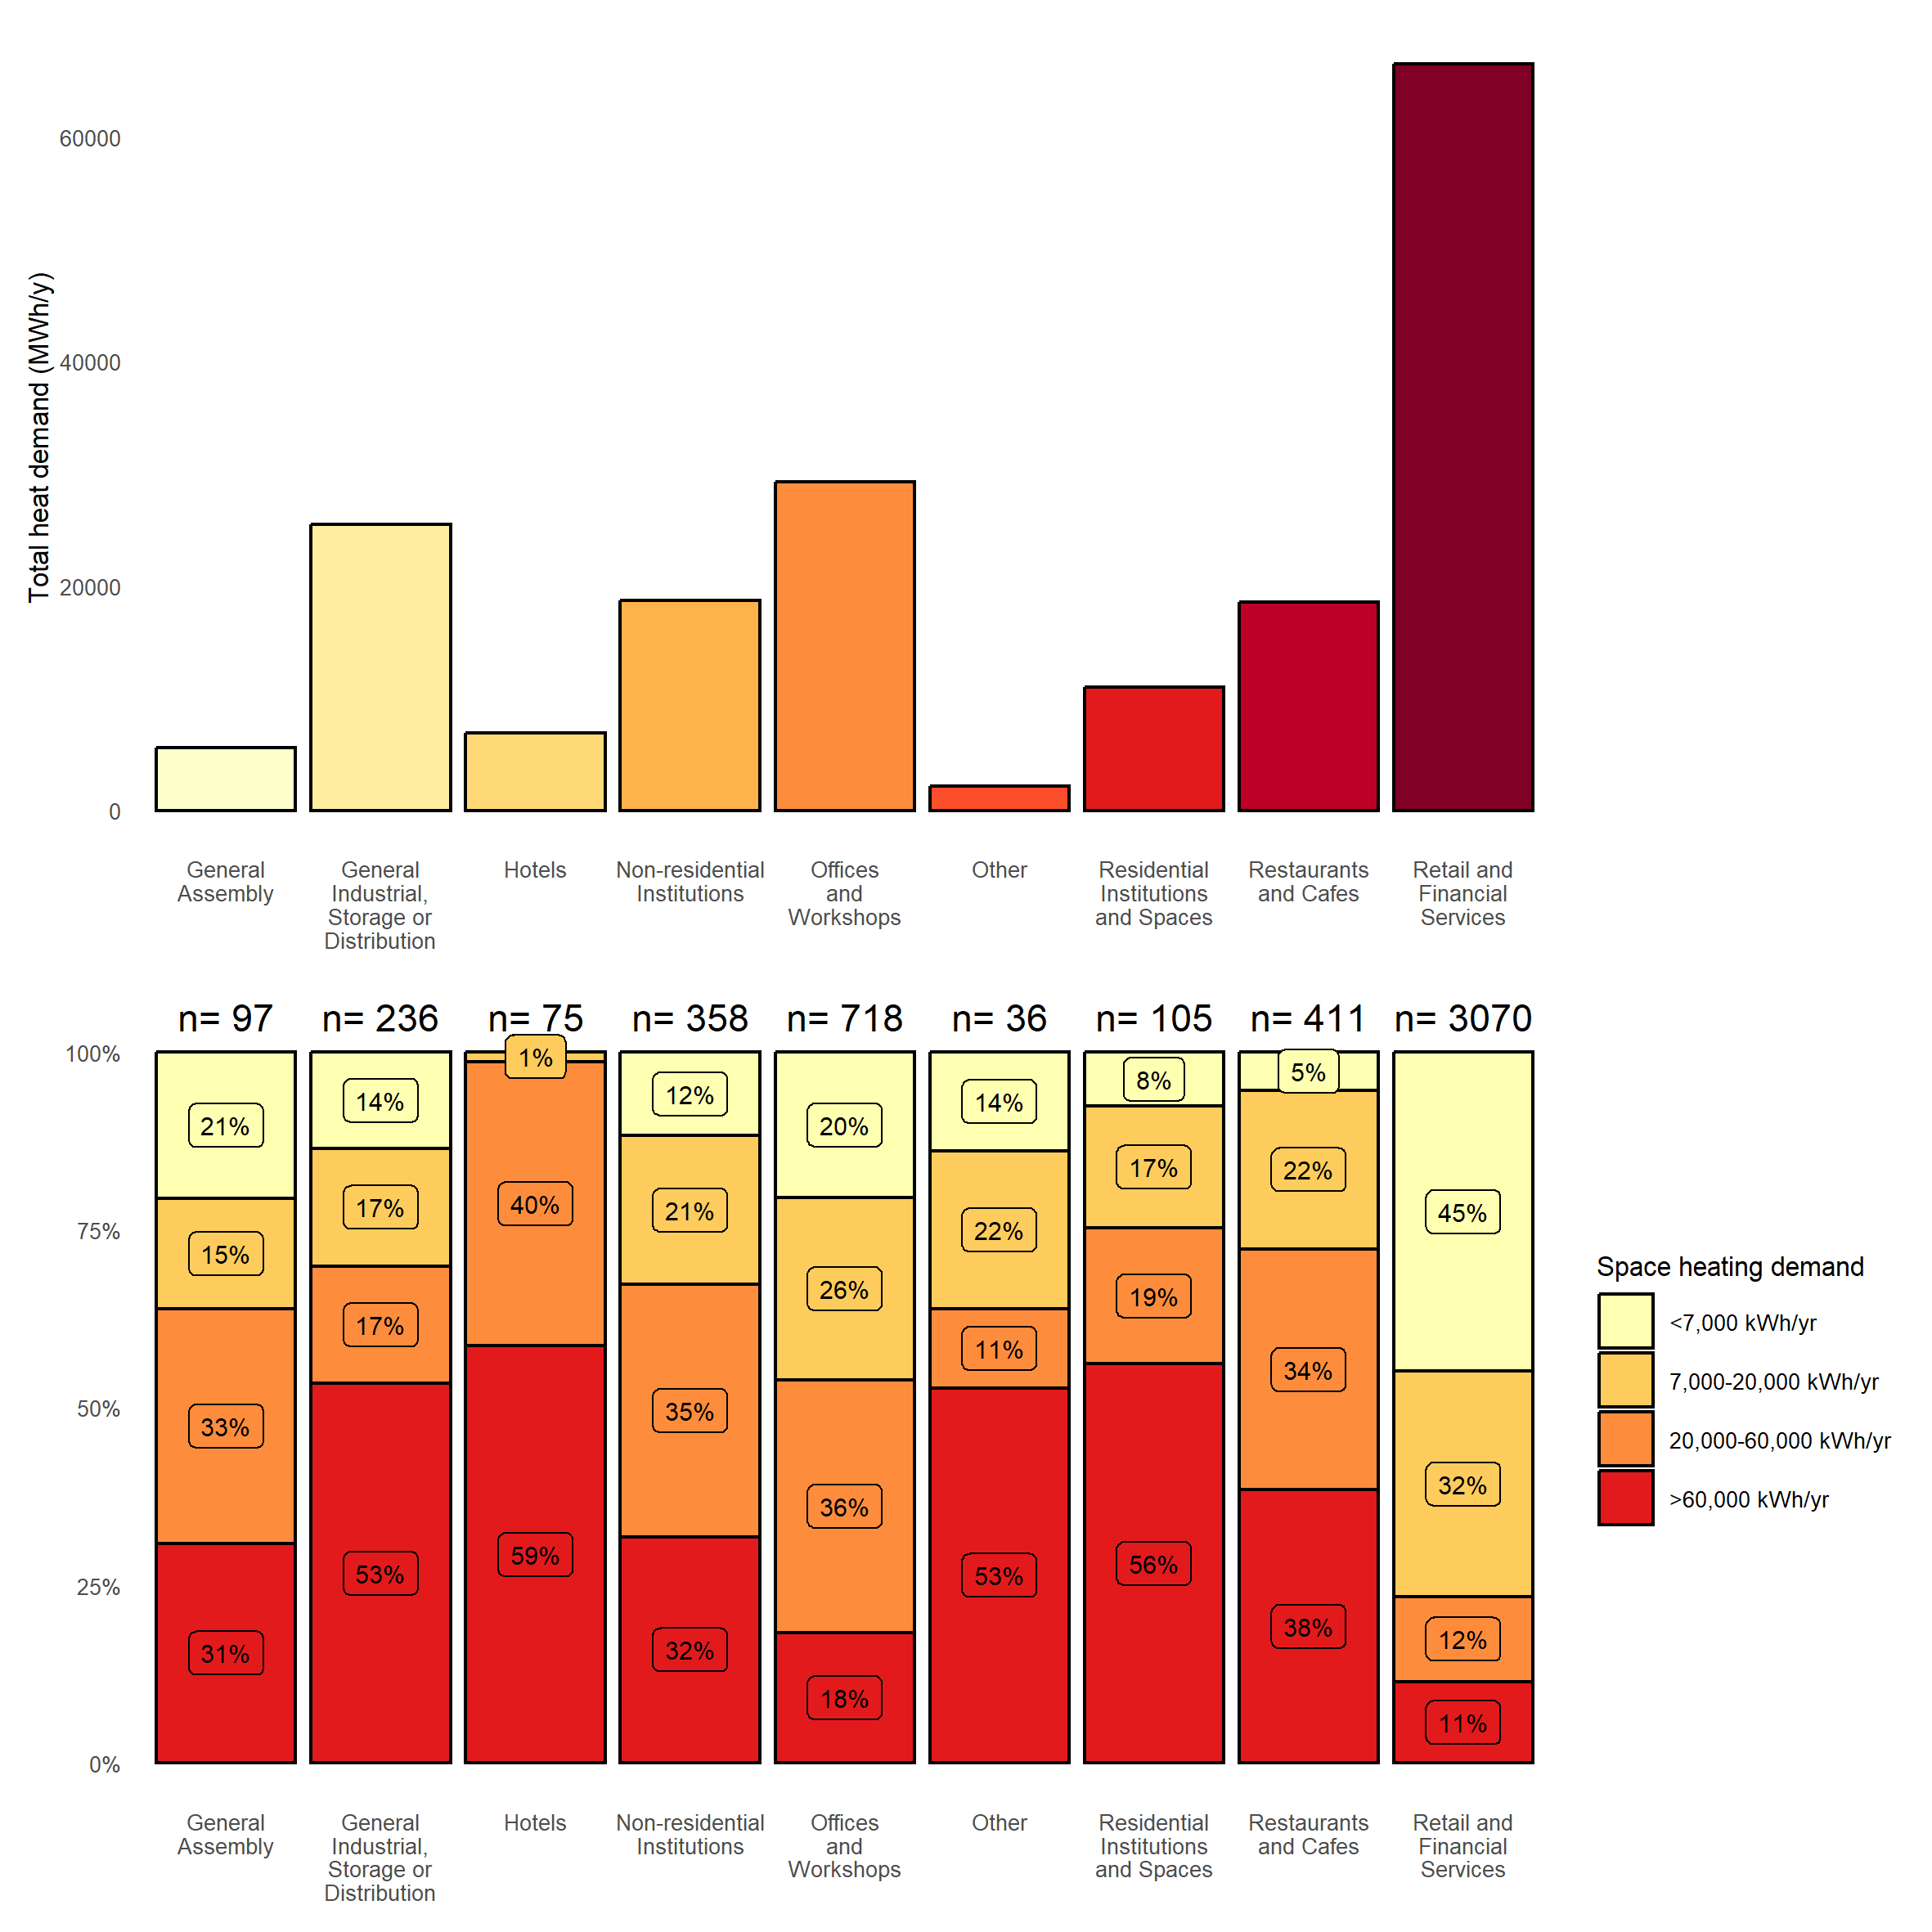 Total heat demand (MWh/y)
60000
40000
20000
0
General
Assembly
General
Industrial,
Storage or
Distribution
Hotels
Non-residential
Institutions
Offices
and
Workshops
Other
Residential
Institutions
and Spaces
Restaurants
and Cafes
Retail and
Financial
Services
n= 97
n= 236
n= 75
n= 358
n= 718
n= 36
n= 105
n= 411
n= 3070
100%
75%
50%
25%
0%
21%
15%
33%
31%
14%
17%
17%
53%
1%
40%
59%
12%
21%
35%
32%
20%
26%
36%
18%
14%
22%
11%
53%
8%
17%
19%
56%
5%
22%
34%
38%
45%
32%
12%
11%
Space heating demand
<7,000 kWh/yr
7,000-20,000 kWh/yr
20,000-60,000 kWh/yr
>60,000 kWh/yr
General
Assembly
General
Industrial,
Storage or
Distribution
Hotels
Non-residential
Institutions
Offices
and
Workshops
Other
Residential
Institutions
and Spaces
Restaurants
and Cafes
Retail and
Financial
Services